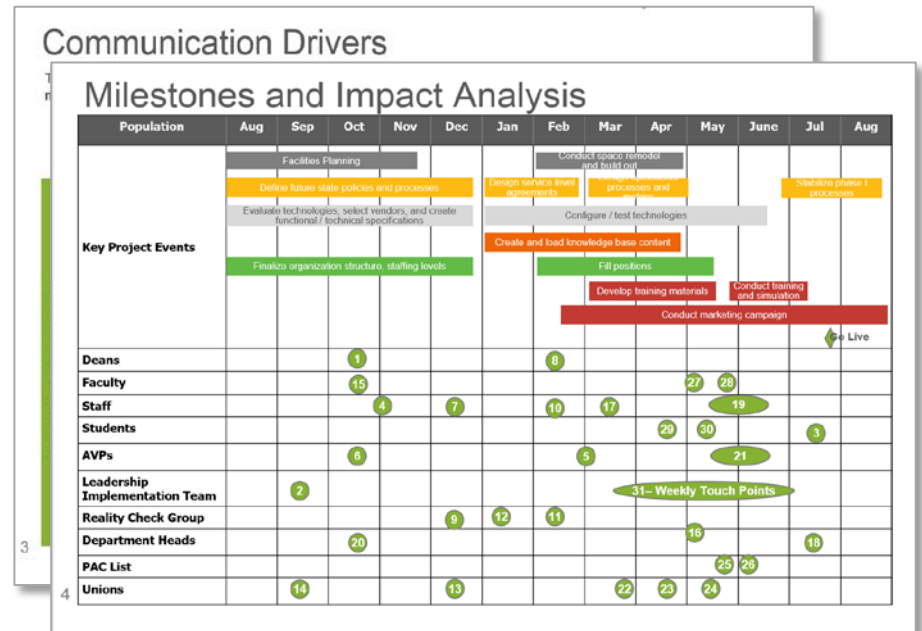 Communication Drivers
Milestones and Impact Analysis
Population Aug Sep Oct Nov Dec Jan Feb Mar Apr May June Jul Aug
Key Project Events
Facilities Planning
Conduct space remodel
and build out
Define future state policies and processes
Design service level
agreements
processes and
Stabilize phase I
processes
Evaluate technologies, select vendors, and create
functional / technical specifications
Configure / test technologies
Create and load knowledge base content
Finalize organization structure, staffing levels
Fill positions
Develop training materials
Conduct training
and simulation
Conduct marketing campaign
Go Live
Deans 1 8
Faculty 15 27 28
Staff 4 7 10 17 19
Students 29 30 3
AVPs 6 5 21
Leadership
Implementation Team 2 31– Weekly Touch Points
Reality Check Group 9 12 11
Department Heads 20 16 18
PAC List 25 26
Unions 14 13 22 23 24
3
4